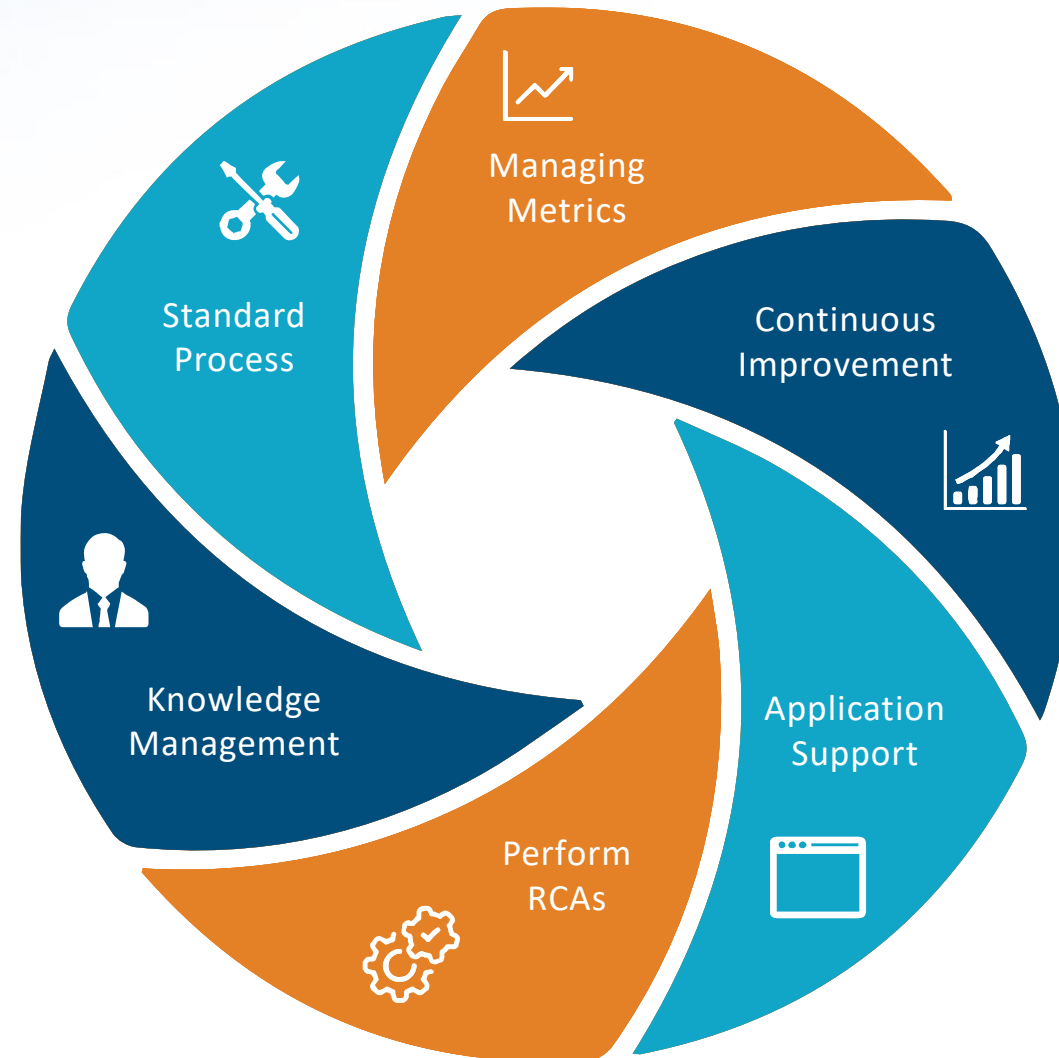 Managing
Metrics
Continuous
Improvement
Application
Support
Perform
RCAs
Knowledge
Management
Standard
Process